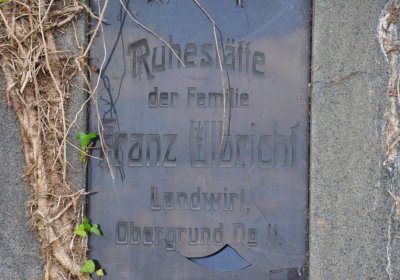 Ruhestätte
der Familie
Franz Ulbricht
Landwirt,
Obergrund No 11.